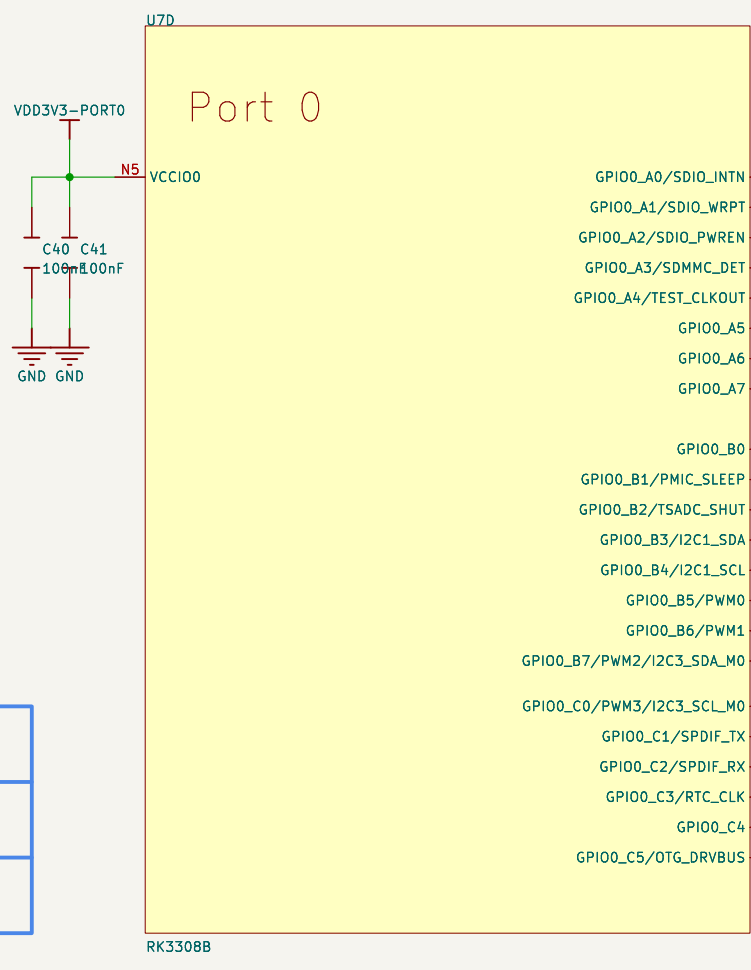 U7D
Port 0
VDD3V3-PORT0
N5
VCCIO0
C40
C41
100nF
100nF
GND
GND
GPIO0_A0/SDIO_INTN
GPIO0_A1/SDIO_WRPT
GPIO0_A2/SDIO_PWREN
GPIO0_A3/SDMMC_DET
GPIO0_A4/TEST_CLKOUT
GPIO0_A5
GPIO0_A6
GPIO0_A7
GPIO0_B0
GPIO0_B1/PMIC_SLEEP
GPIO0_B2/TSADC_SHUT
GPIO0_B3/I2C1_SDA
GPIO0_B4/I2C1_SCL
GPIO0_B5/PWM0
GPIO0_B6/PWM1
GPIO0_B7/PWM2/I2C3_SDA_M0
GPIO0_C0/PWM3/I2C3_SCL_M0
GPIO0_C1/SPDIF_TX
GPIO0_C2/SPDIF_RX
GPIO0_C3/RTC_CLK
GPIO0_C4
GPIO0_C5/OTG_DRVBUS
RK3308B